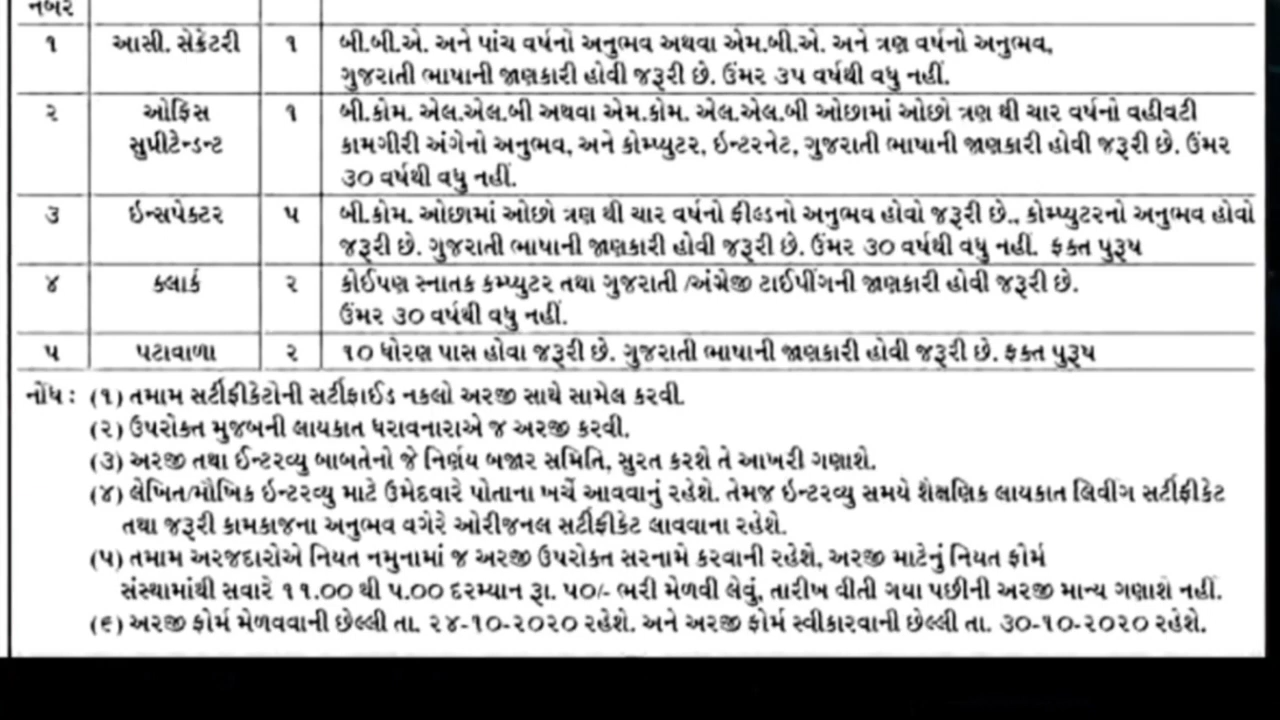 નંબર
૧ આસી. સેક્રેટરી ૧ બી.બી.એ. અને પાંચ વર્ષનો અનુભવ અથવા એમ.બી.એ. અને ત્રણ વર્ષનો અનુભવ,
ગુજરાતી ભાષાની જાણકારી હોવી જરૂરી છે. ઉંમર ૩૫ વર્ષથી વધુ નહીં.
૨ ઓફિસ ૧ બી.કોમ. એલ.એલ.બી અથવા એમ.કોમ. એલ.એલ.બી ઓછામાં ઓછો ત્રણ થી ચાર વર્ષનો વહીવટી
સુપ્રીટેન્ડન્ટ કામગીરી અંગેનો અનુભવ, અને કોમ્પ્યુટર, ઇન્ટરનેટ, ગુજરાતી ભાષાની જાણકારી હોવી જરૂરી છે. ઉંમર
૩૦ વર્ષથી વધુ નહીં.
૩ ઇન્સપેક્ટર ૫ બી.કોમ. ઓછામાં ઓછો ત્રણ થી ચાર વર્ષનો ફીલ્ડનો અનુભવ હોવો જરૂરી છે., કોમ્પ્યુટરનો અનુભવ હોવો
જરૂરી છે. ગુજરાતી ભાષાની જાણકારી હોવી જરૂરી છે. ઉંમર ૩૦ વર્ષથી વધુ નહીં. ફક્ત પુરૂષ
૪ ક્લાર્ક ૨ કોઈપણ સ્નાતક કમ્પ્યુટર તથા ગુજરાતી /અંગ્રેજી ટાઈપીંગની જાણકારી હોવી જરૂરી છે.
ઉંમર ૩૦ વર્ષથી વધુ નહીં.
૫ પટાવાળા ૨ ૧૦ ધોરણ પાસ હોવા જરૂરી છે. ગુજરાતી ભાષાની જાણકારી હોવી જરૂરી છે. ફક્ત પુરૂષ
નોંધ : (૧) તમામ સર્ટીફીકેટોની સર્ટીફાઈડ નકલો અરજી સાથે સામેલ કરવી.
(૨) ઉપરોક્ત મુજબની લાયકાત ધરાવનારાએ જ અરજી કરવી.
(૩) અરજી તથા ઈન્ટરવ્યુ બાબતેનો જે નિર્ણય બજાર સમિતિ, સુરત કરશે તે આખરી ગણાશે.
(૪) લેખિત/મૌખિક ઇન્ટરવ્યુ માટે ઉમેદવારે પોતાના ખર્ચે આવવાનું રહેશે. તેમજ ઇન્ટરવ્યુ સમયે શૈક્ષણિક લાયકાત લિવીંગ સર્ટીફીકેટ
તથા જરૂરી કામકાજના અનુભવ વગેરે ઓરીજનલ સર્ટીફીકેટ લાવવાના રહેશે.
(૫) તમામ અરજદારોએ નિયત નમુનામાં જ અરજી ઉપરોક્ત સરનામે કરવાની રહેશે, અરજી માટેનું નિયત ફોર્મ
સંસ્થામાંથી સવારે ૧૧.૦૦ થી ૫.૦૦ દરમ્યાન રૂા. ૫૦/- ભરી મેળવી લેવું, તારીખ વીતી ગયા પછીની અરજી માન્ય ગણાશે નહીં.
(૬) અરજી ફોર્મ મેળવવાની છેલ્લી તા. ૨૪-૧૦-૨૦૨૦ રહેશે. અને અરજી ફોર્મ સ્વીકારવાની છેલ્લી તા. ૩૦-૧૦-૨૦૨૦ રહેશે.